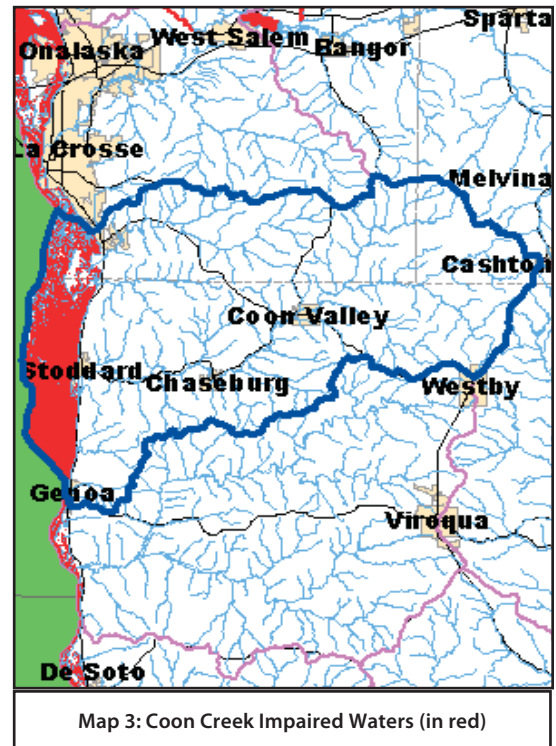 Sparta
West Salem
Onalaska
Bangor
La Crosse
Melvina
Cashton
Coon Valley
Stoddard
Chaseburg
Westby
Genoa
Viroqua
De Soto
Map 3: Coon Creek Impaired Waters (in red)